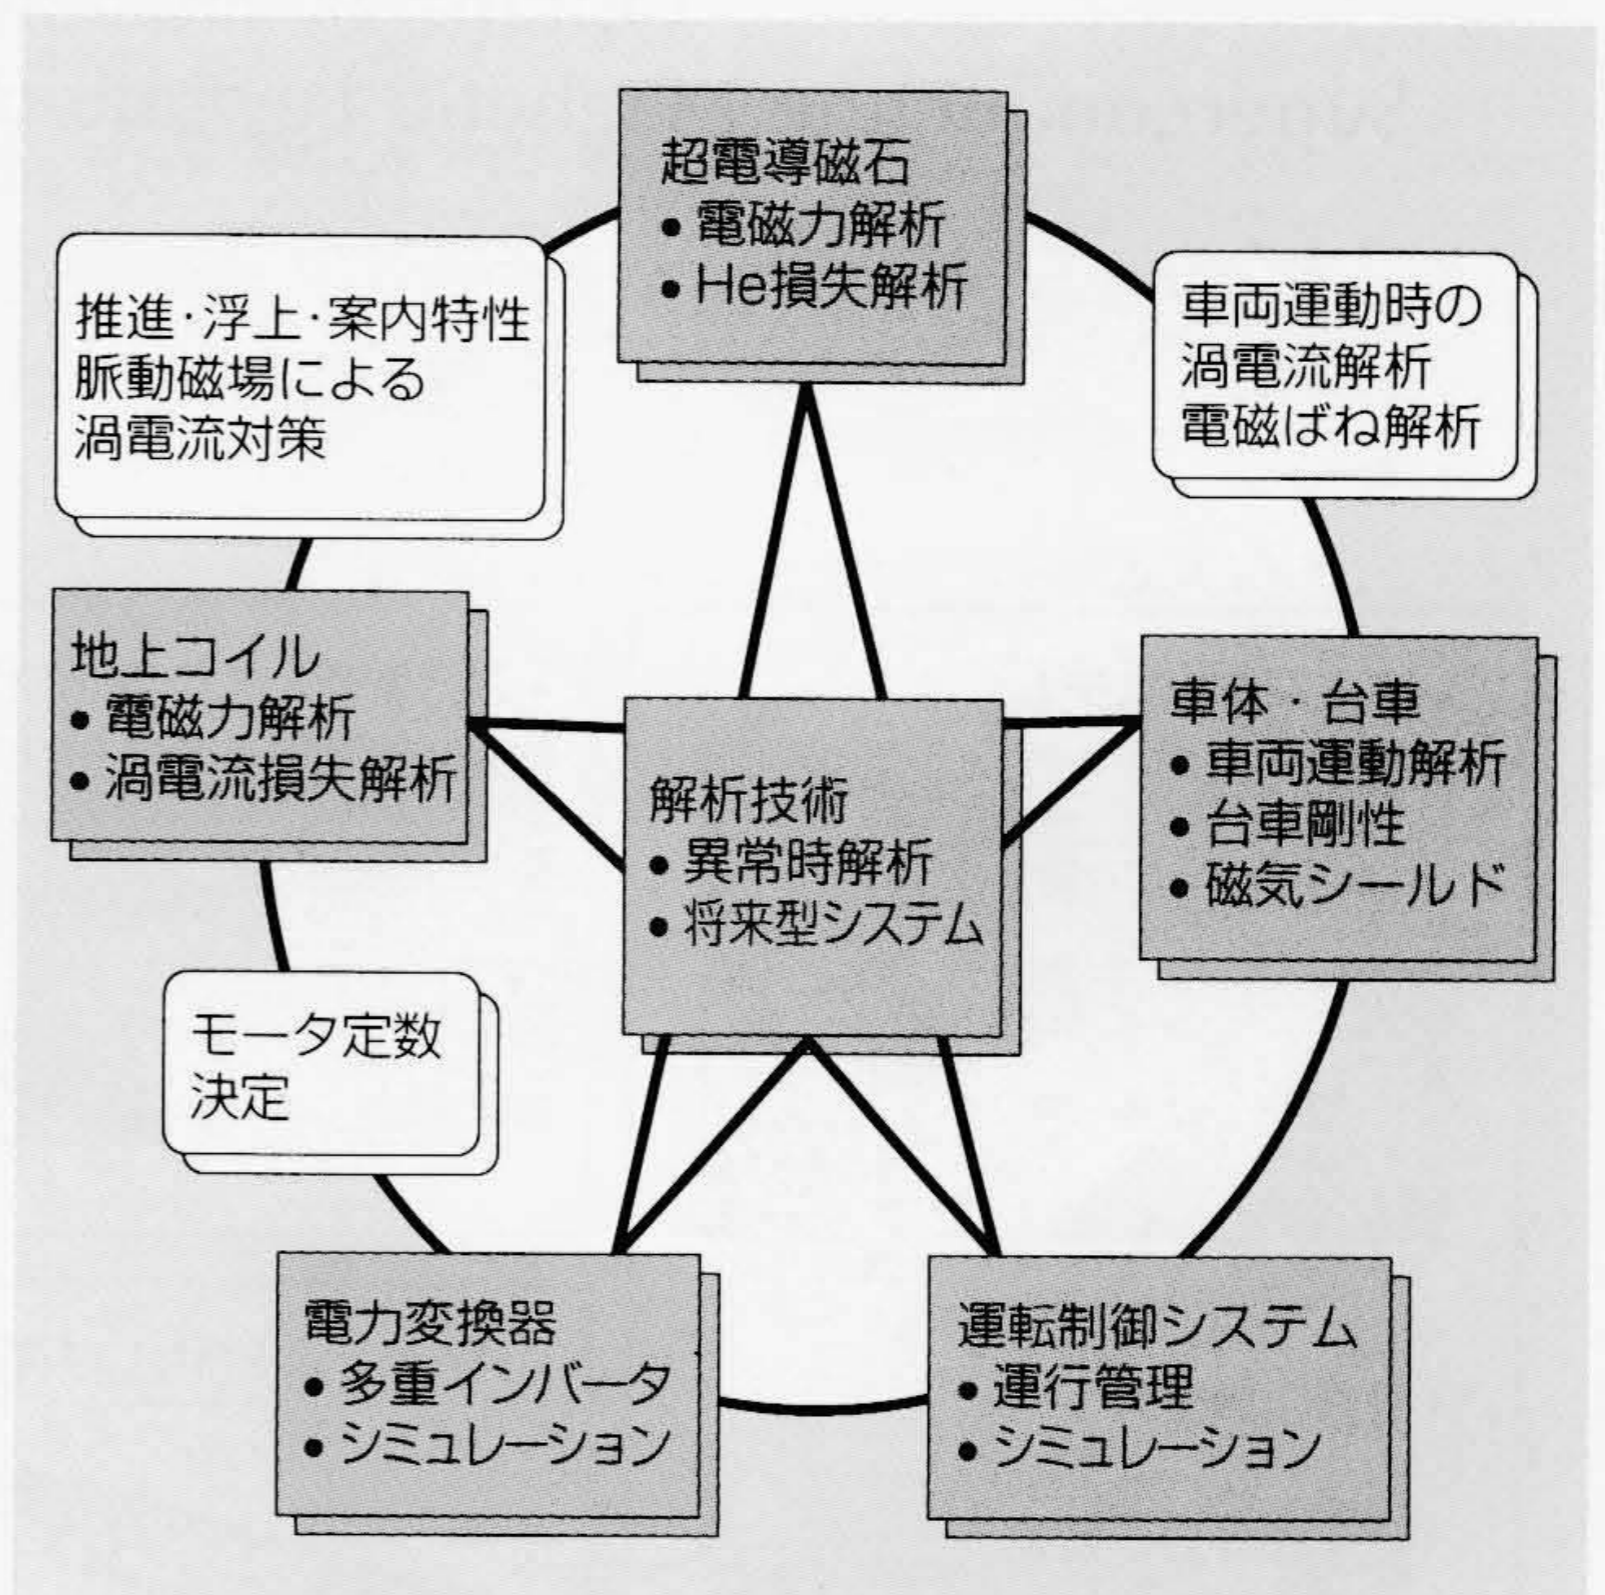 超電導磁石
• 電磁力解析
• He損失解析
推進·浮上·案内特性
脈動磁場による
渦電流対策
車両運動時の
渦電流解析
電磁ばね解析
地上コイル
• 電磁力解析
• 渦電流損失解析
解析技術
• 異常時解析
• 将来型システム
車体·台車
• 車両運動解析
• 台車剛性
• 磁気シールド
モータ定数
決定
電力変換器
• 多重インバータ
• シミュレーション
運転制御システム
• 運行管理
• シミュレーション